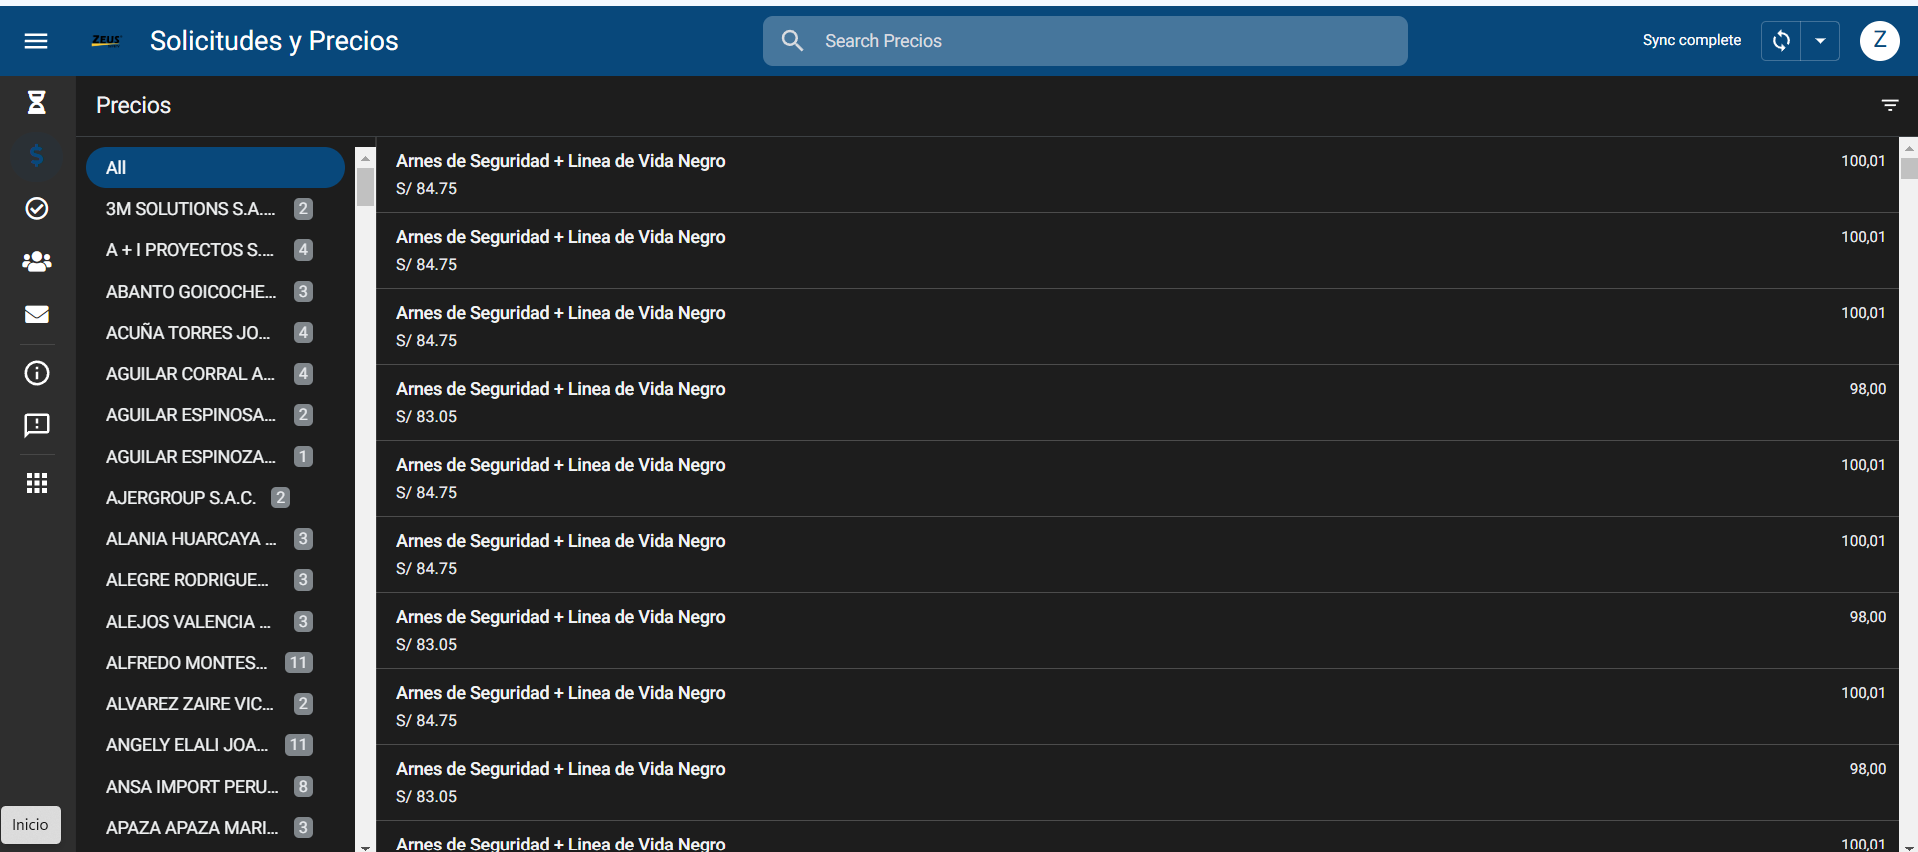 ZEUS
Solicitudes y Precios
Search Precios
Sync complete
Z
Precios
All
3M SOLUTIONS S.A.... 2
A + I PROYECTOS S.... 4
ABANTO GOICOCHE... 3
ACUÑA TORRES JO... 4
AGUILAR CORRAL A... 4
AGUILAR ESPINOSA... 2
AGUILAR ESPINOZA... 1
AJERGROUP S.A.C. 2
ALANIA HUARCAYA ... 3
ALEGRE RODRIGUE... 3
ALEJOS VALENCIA ... 3
ALFREDO MONTES... 11
ALVAREZ ZAIRE VIC... 2
ANGELY ELALI JOA... 11
ANSA IMPORT PERU... 8
APAZA APAZA MARI... 3
Arnes de Seguridad + Linea de Vida Negro 100,01
S/ 84.75
Arnes de Seguridad + Linea de Vida Negro 100,01
S/ 84.75
Arnes de Seguridad + Linea de Vida Negro 100,01
S/ 84.75
Arnes de Seguridad + Linea de Vida Negro 98,00
S/ 83.05
Arnes de Seguridad + Linea de Vida Negro 100,01
S/ 84.75
Arnes de Seguridad + Linea de Vida Negro 100,01
S/ 84.75
Arnes de Seguridad + Linea de Vida Negro 98,00
S/ 83.05
Arnes de Seguridad + Linea de Vida Negro 100,01
S/ 84.75
Arnes de Seguridad + Linea de Vida Negro 98,00
S/ 83.05
Arnes de Seguridad + Linea de Vida Negro 100,01
Inicio